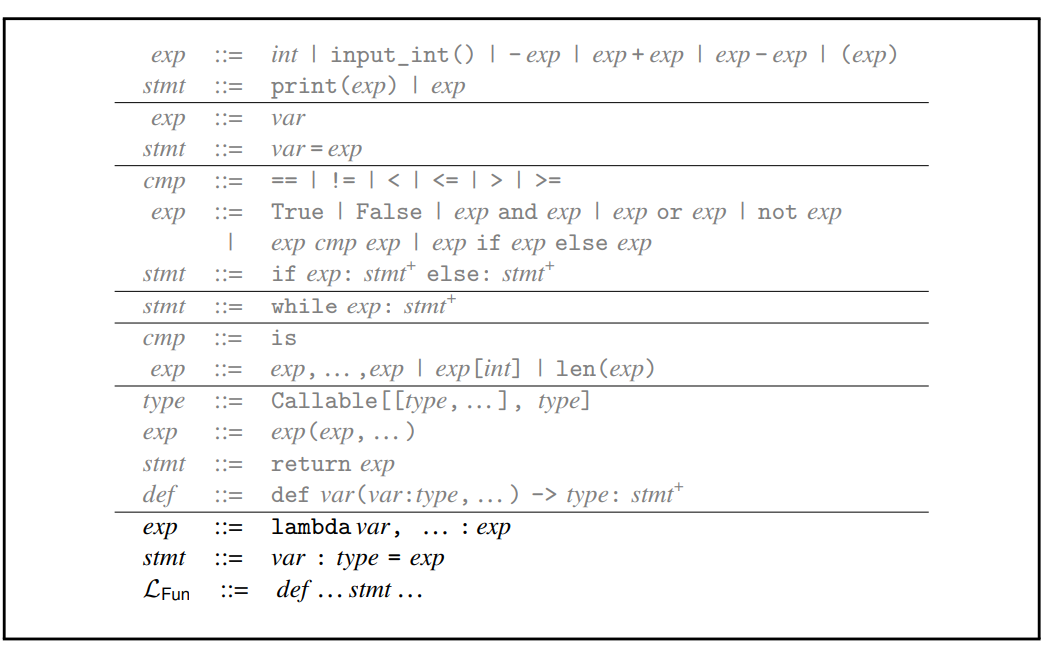 exp ::= int | input_int() | - exp | exp + exp | exp - exp | (exp)
stmt ::= print(exp) | exp
exp ::= var
stmt ::= var = exp
cmp ::= == | != | < | <= | > | >=
exp ::= True | False | exp and exp | exp or exp | not exp
| exp cmp exp | exp if exp else exp
stmt ::= if exp: stmt⁺ else: stmt⁺
stmt ::= while exp: stmt⁺
cmp ::= is
exp ::= exp, … ,exp | exp[int] | len(exp)
type ::= Callable[[type, …], type]
exp ::= exp(exp, …)
stmt ::= return exp
def ::= def var(var:type, …) -> type: stmt⁺
exp ::= lambda var, … : exp
stmt ::= var : type = exp
ℒFun ::= def … stmt …